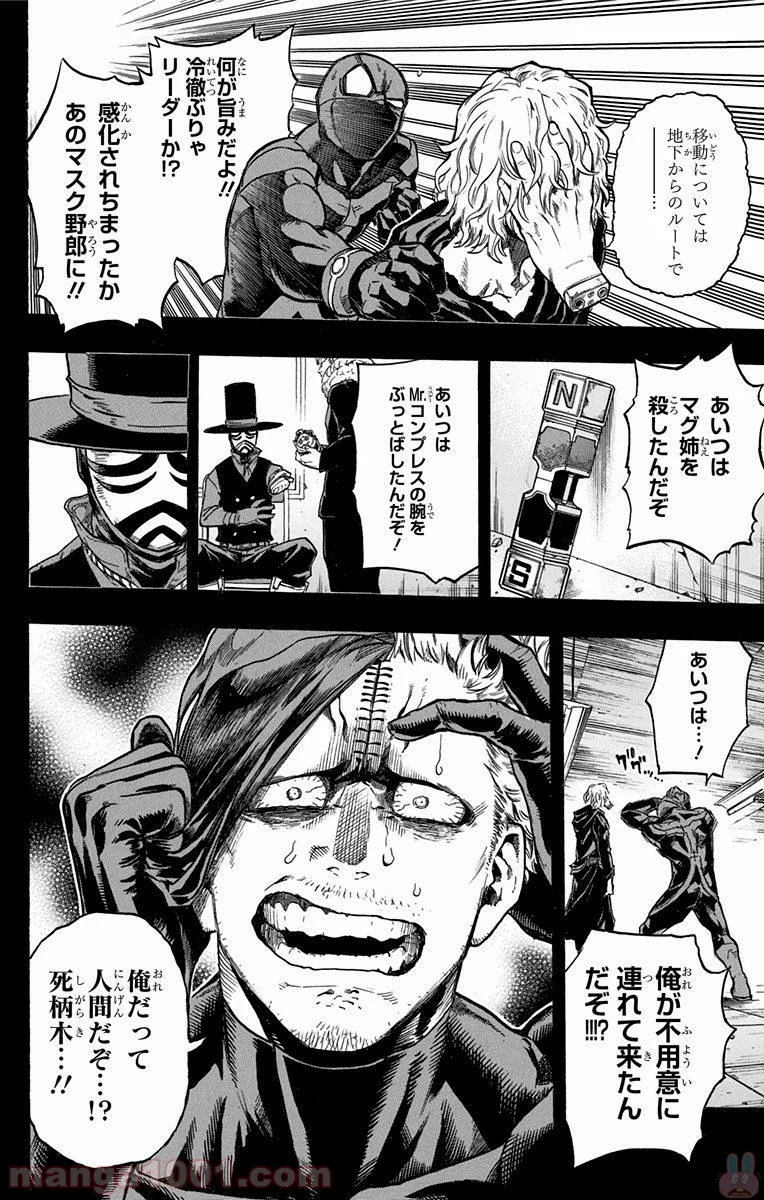 移動については
地下からのルートで
――…
何が旨みだよ!!
冷徹ぶりゃ
リーダーか!?
感化されちまったか
あのマスク野郎に!!
あいつは
マグ姉を
殺したんだぞ
N
S
あいつは
Mr.コンプレスの腕を
ぶっとばしたんだぞ!
あいつは…!
グググ
俺が不用意に
連れて来たん
だぞ!!!?
俺だって
人間だぞ…!?
死柄木…!!
manga1001.com